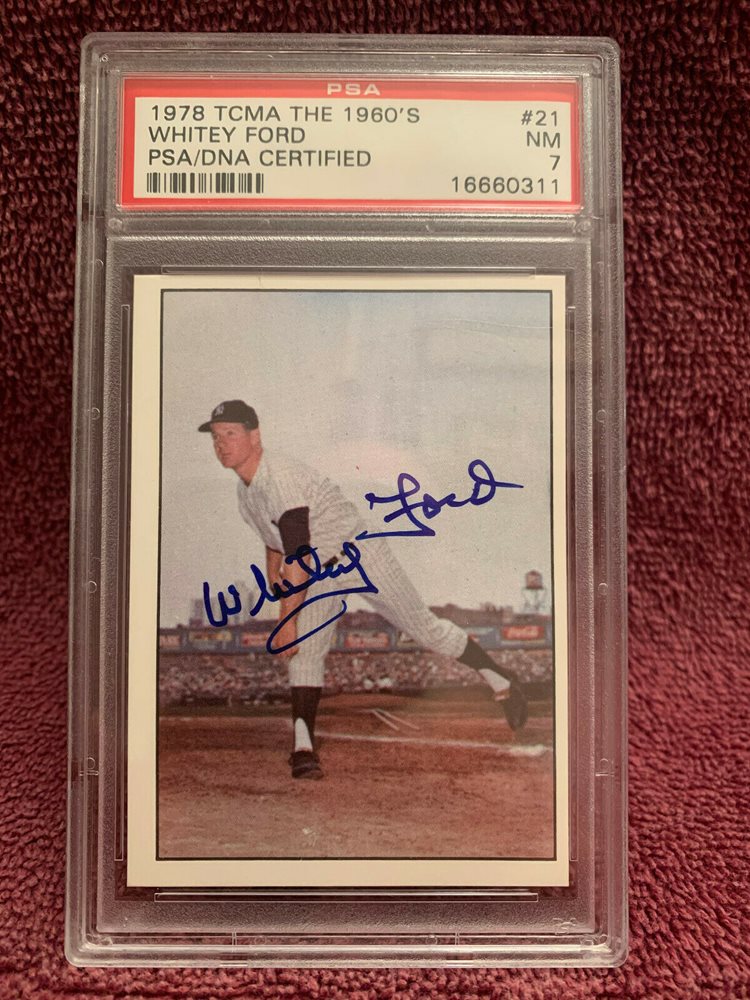 PSA
1978 TCMA THE 1960'S #21
WHITEY FORD NM
PSA/DNA CERTIFIED 7
16660311
Whitey Ford